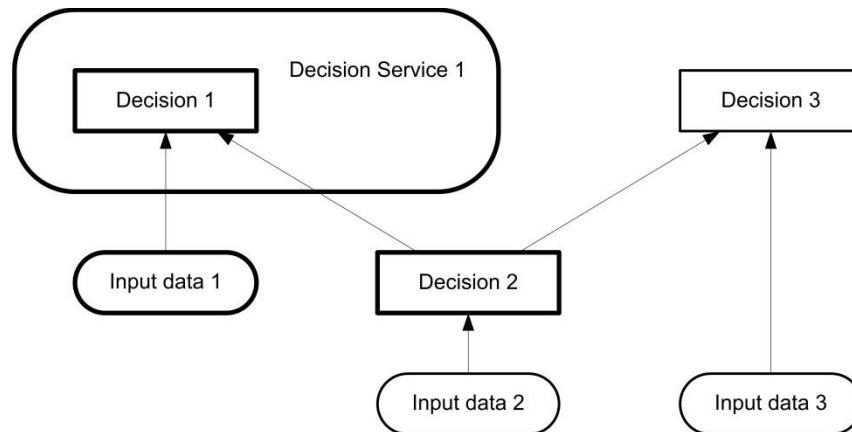 Decision Service 1
Decision 1
Decision 3
Input data 1
Decision 2
Input data 2
Input data 3